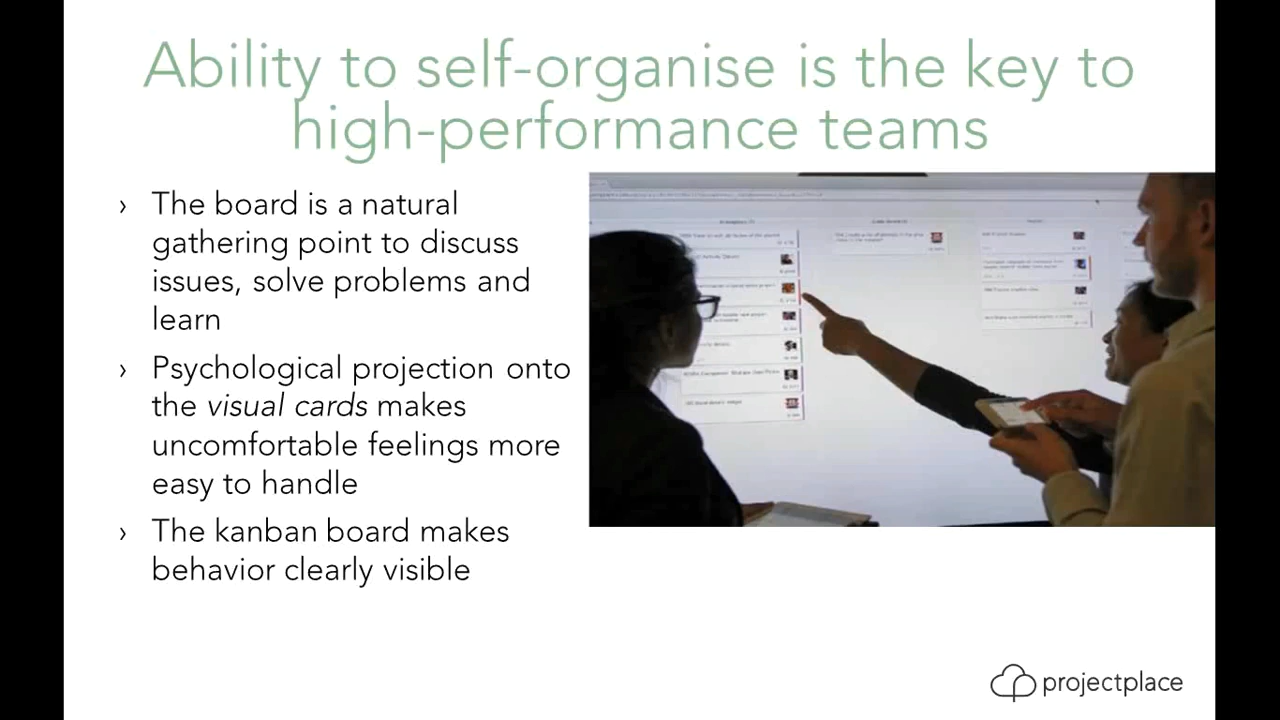 Ability to self-organise is the key to
high-performance teams
› The board is a natural
gathering point to discuss
issues, solve problems and
learn
› Psychological projection onto
the visual cards makes
uncomfortable feelings more
easy to handle
› The kanban board makes
behavior clearly visible
projectplace